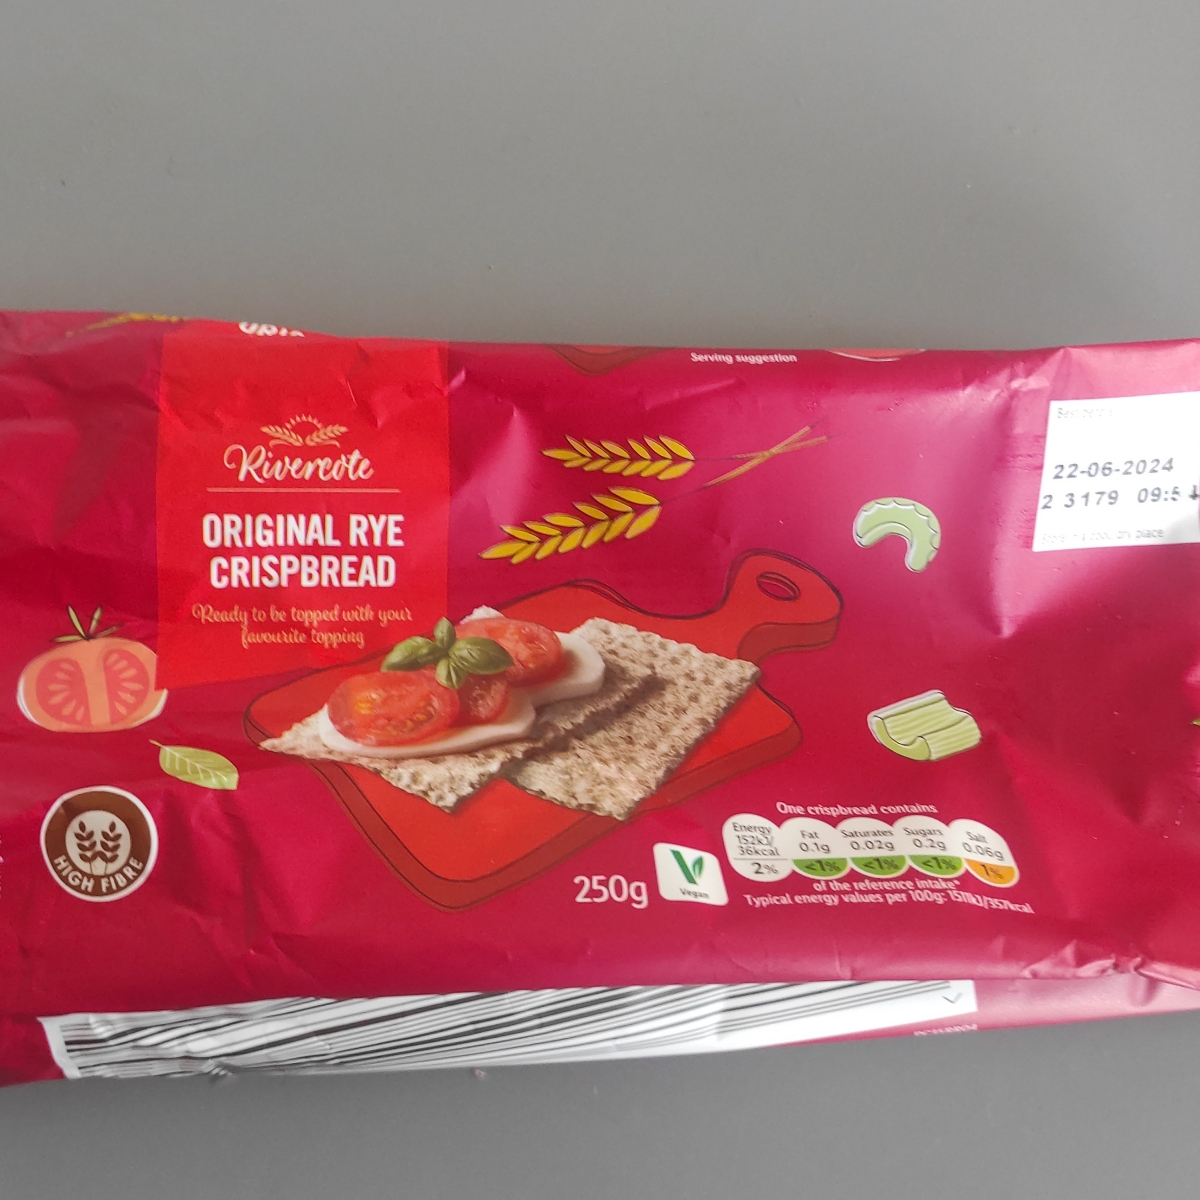 Serving suggestion
Rivercote
ORIGINAL RYE
CRISPBREAD
Ready to be topped with your
favourite topping
22-06-2024
2 3179 09:5
HIGH FIBRE
250g
Vegan
One crispbread contains
Energy
152kJ/
36kcal
2%
Fat
0.1g
<1%
Saturates
0.02g
<1%
Sugars
0.2g
<1%
Salt
0.06g
1%
of the reference intake*
Typical energy values per 100g: 1511kJ/357kcal